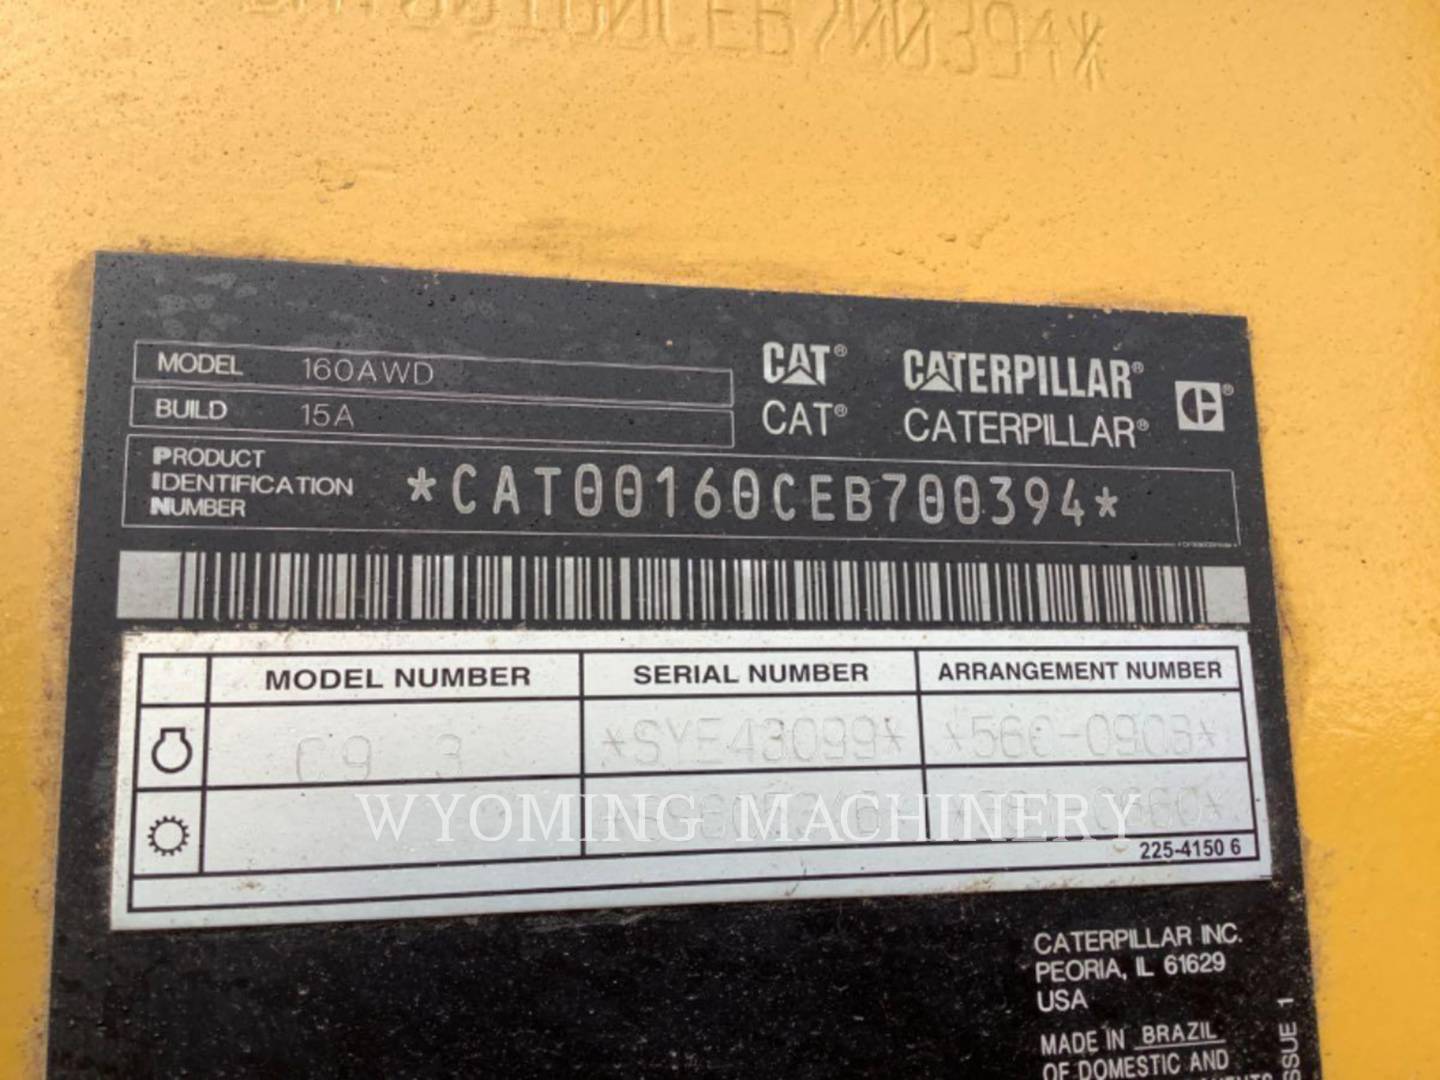 MODEL 160AWD
BUILD 15A
CAT® CATERPILLAR®
CAT® CATERPILLAR®
PRODUCT
IDENTIFICATION
NUMBER
*CAT00160CEB700394*
MODEL NUMBER SERIAL NUMBER ARRANGEMENT NUMBER
C9 3 *SYE43099* *560-0903*
WYOMING MACHINERY
225-4150 6
CATERPILLAR INC.
PEORIA, IL 61629
USA
MADE IN BRAZIL
OF DOMESTIC AND
ISSUE 1